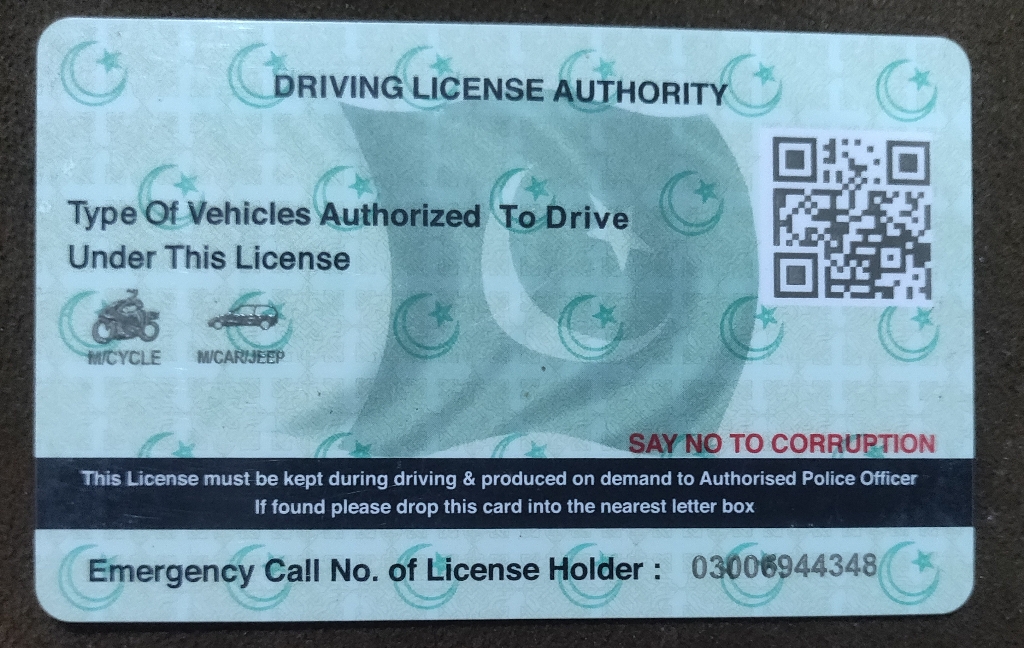 DRIVING LICENSE AUTHORITY
Type Of Vehicles Authorized To Drive
Under This License
M/CYCLE M/CAR/JEEP
SAY NO TO CORRUPTION
This License must be kept during driving & produced on demand to Authorised Police Officer
If found please drop this card into the nearest letter box
Emergency Call No. of License Holder : 03006944348